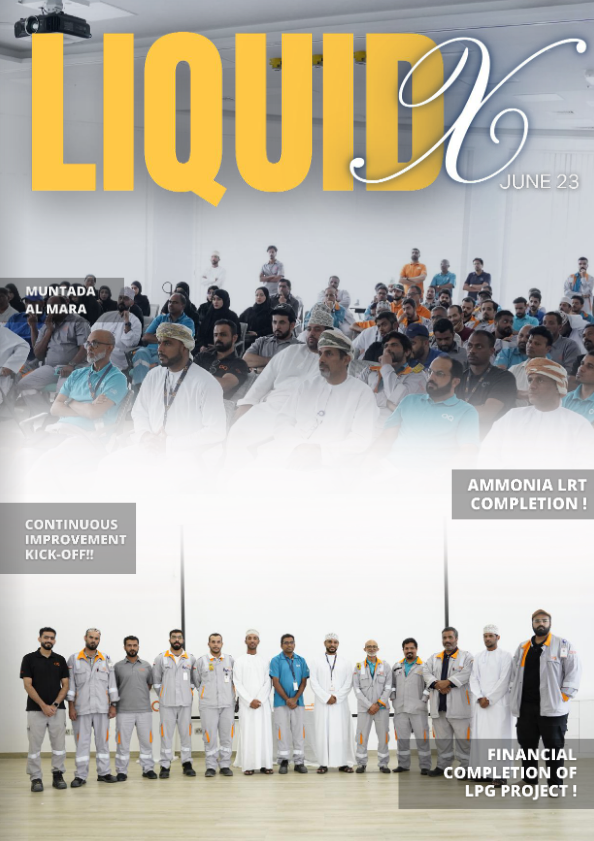 LIQUID X
JUNE 23
MUNTADA
AL MARA
AMMONIA LRT
COMPLETION !
CONTINUOUS
IMPROVEMENT
KICK-OFF!!
FINANCIAL
COMPLETION OF
LPG PROJECT !